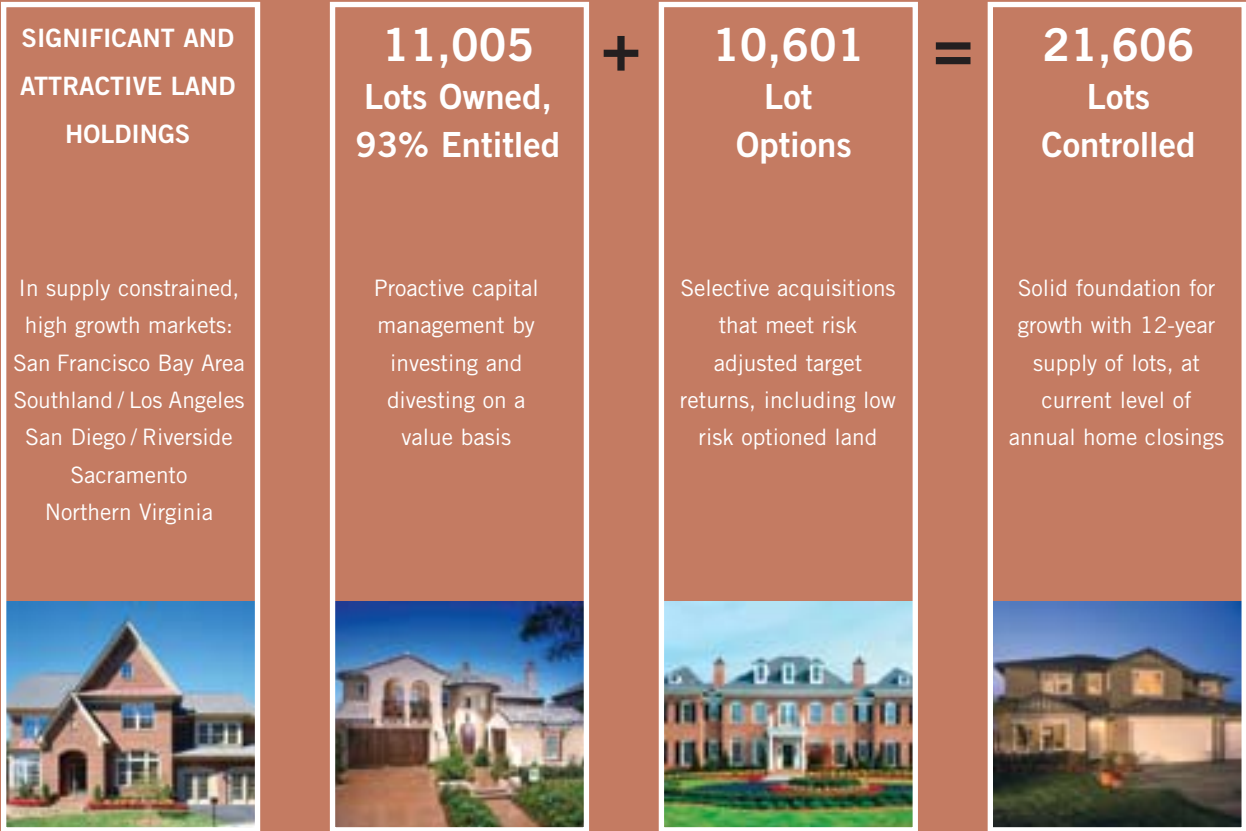 SIGNIFICANT AND
ATTRACTIVE LAND
HOLDINGS
In supply constrained,
high growth markets:
San Francisco Bay Area
Southland / Los Angeles
San Diego / Riverside
Sacramento
Northern Virginia
11,005
Lots Owned,
93% Entitled
Proactive capital
management by
investing and
divesting on a
value basis
+
10,601
Lot
Options
Selective acquisitions
that meet risk
adjusted target
returns, including low
risk optioned land
=
21,606
Lots
Controlled
Solid foundation for
growth with 12-year
supply of lots, at
current level of
annual home closings